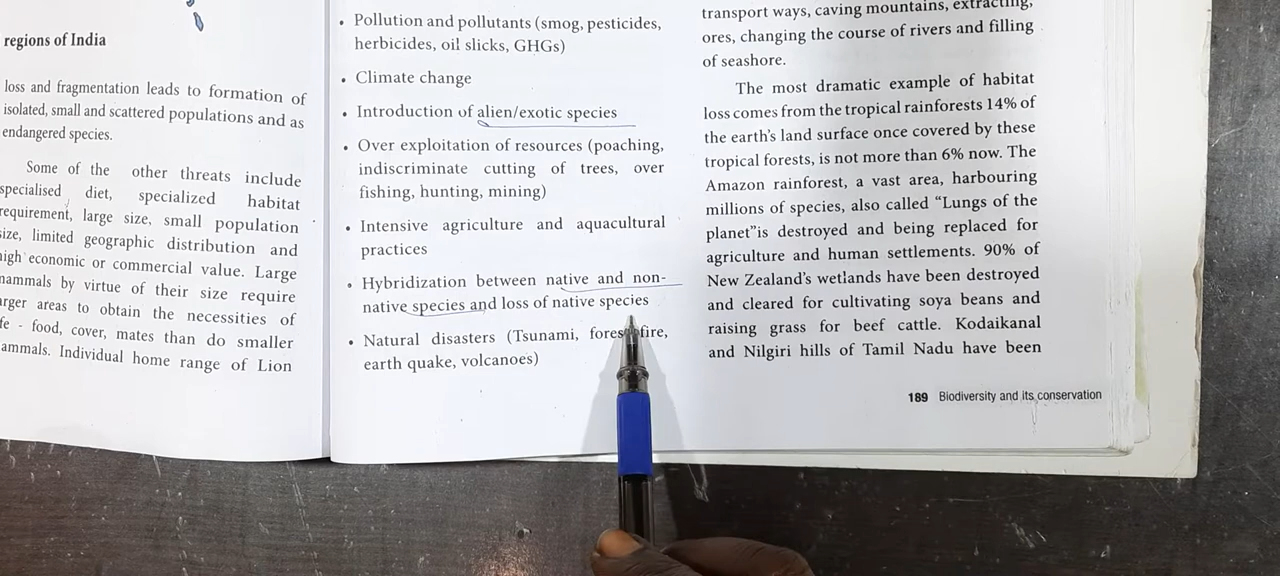 regions of India
loss and fragmentation leads to formation of
isolated, small and scattered populations and as
endangered species.
Some of the other threats include
specialised diet, specialized habitat
requirement, large size, small population
size, limited geographic distribution and
high economic or commercial value. Large
mammals by virtue of their size require
larger areas to obtain the necessities of
- food, cover, mates than do smaller
mammals. Individual home range of Lion
• Pollution and pollutants (smog, pesticides,
herbicides, oil slicks, GHGs)
• Climate change
• Introduction of alien/exotic species
• Over exploitation of resources (poaching,
indiscriminate cutting of trees, over
fishing, hunting, mining)
• Intensive agriculture and aquacultural
practices
• Hybridization between native and non-
native species and loss of native species
• Natural disasters (Tsunami, forest fire,
earth quake, volcanoes)
transport ways, caving mountains, extracting,
ores, changing the course of rivers and filling
of seashore.
The most dramatic example of habitat
loss comes from the tropical rainforests 14% of
the earth's land surface once covered by these
tropical forests, is not more than 6% now. The
Amazon rainforest, a vast area, harbouring
millions of species, also called “Lungs of the
planet”is destroyed and being replaced for
agriculture and human settlements. 90% of
New Zealand's wetlands have been destroyed
and cleared for cultivating soya beans and
raising grass for beef cattle. Kodaikanal
and Nilgiri hills of Tamil Nadu have been
189 Biodiversity and its conservation